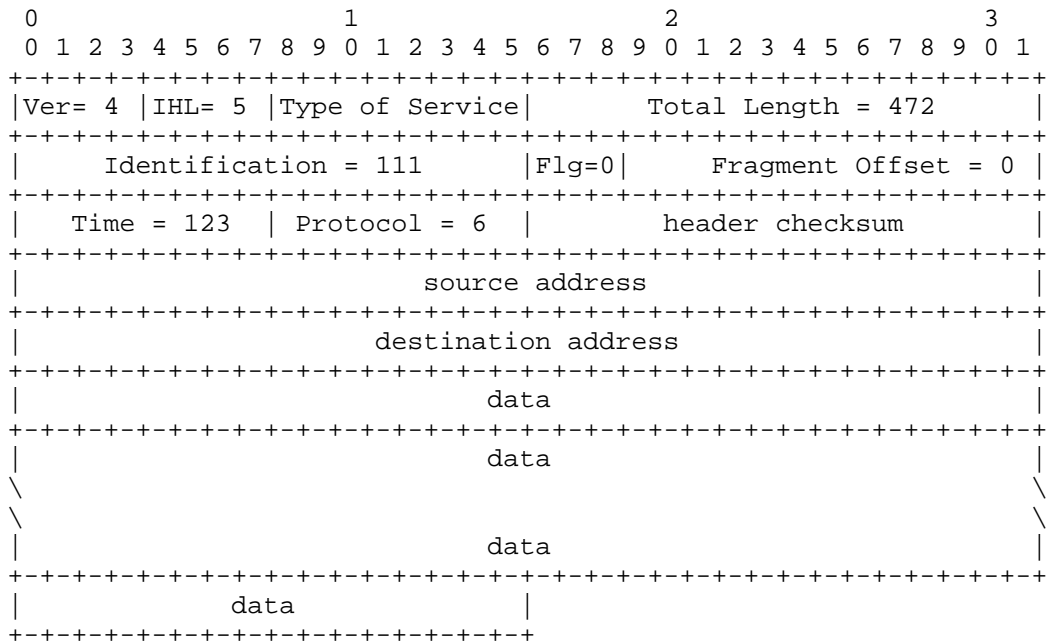 0                   1                   2                   3
 0 1 2 3 4 5 6 7 8 9 0 1 2 3 4 5 6 7 8 9 0 1 2 3 4 5 6 7 8 9 0 1
+-+-+-+-+-+-+-+-+-+-+-+-+-+-+-+-+-+-+-+-+-+-+-+-+-+-+-+-+-+-+-+-+
|Ver= 4 |IHL= 5 |Type of Service|       Total Length = 472      |
+-+-+-+-+-+-+-+-+-+-+-+-+-+-+-+-+-+-+-+-+-+-+-+-+-+-+-+-+-+-+-+-+
|     Identification = 111      |Flg=0|     Fragment Offset = 0 |
+-+-+-+-+-+-+-+-+-+-+-+-+-+-+-+-+-+-+-+-+-+-+-+-+-+-+-+-+-+-+-+-+
|   Time = 123  | Protocol = 6  |        header checksum        |
+-+-+-+-+-+-+-+-+-+-+-+-+-+-+-+-+-+-+-+-+-+-+-+-+-+-+-+-+-+-+-+-+
|                         source address                        |
+-+-+-+-+-+-+-+-+-+-+-+-+-+-+-+-+-+-+-+-+-+-+-+-+-+-+-+-+-+-+-+-+
|                      destination address                      |
+-+-+-+-+-+-+-+-+-+-+-+-+-+-+-+-+-+-+-+-+-+-+-+-+-+-+-+-+-+-+-+-+
|                             data                              |
+-+-+-+-+-+-+-+-+-+-+-+-+-+-+-+-+-+-+-+-+-+-+-+-+-+-+-+-+-+-+-+-+
|                             data                              |
\                                                               \
\                                                               \
|                             data                              |
+-+-+-+-+-+-+-+-+-+-+-+-+-+-+-+-+-+-+-+-+-+-+-+-+-+-+-+-+-+-+-+-+
|             data              |
+-+-+-+-+-+-+-+-+-+-+-+-+-+-+-+-+